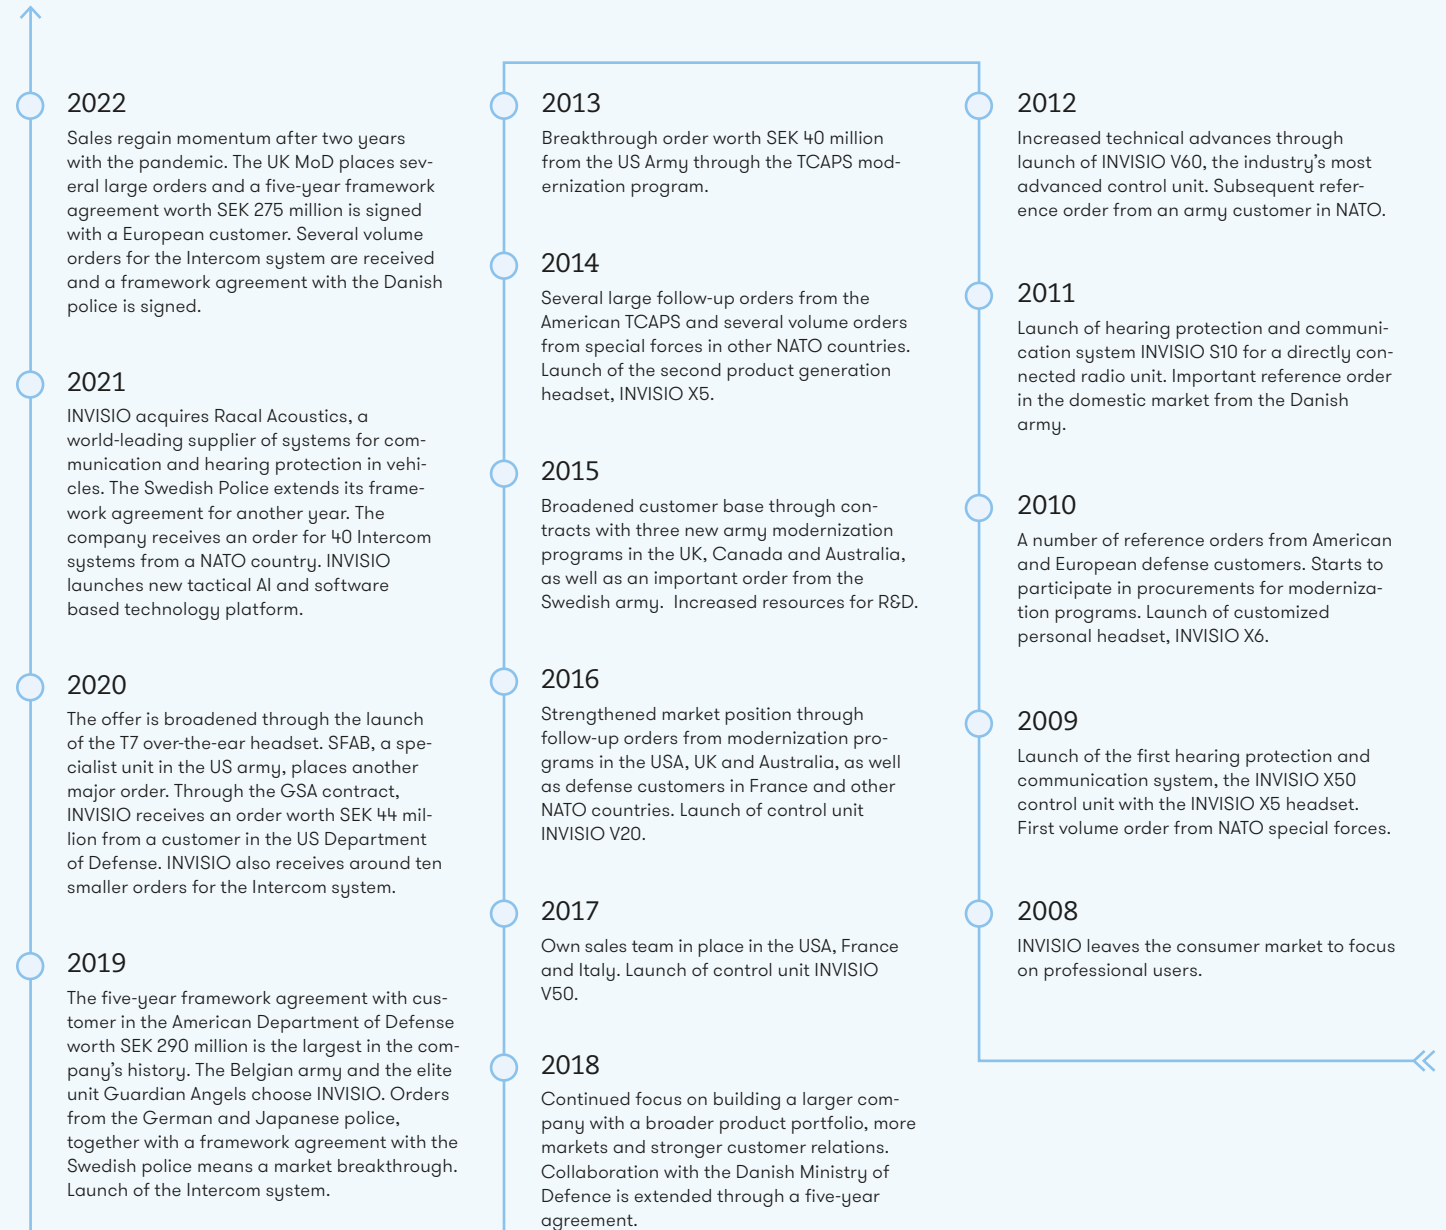 2022
Sales regain momentum after two years
with the pandemic. The UK MoD places sev-
eral large orders and a five-year framework
agreement worth SEK 275 million is signed
with a European customer. Several volume
orders for the Intercom system are received
and a framework agreement with the Danish
police is signed.
2021
INVISIO acquires Racal Acoustics, a
world-leading supplier of systems for com-
munication and hearing protection in vehi-
cles. The Swedish Police extends its frame-
work agreement for another year. The
company receives an order for 40 Intercom
systems from a NATO country. INVISIO
launches new tactical AI and software
based technology platform.
2020
The offer is broadened through the launch
of the T7 over-the-ear headset. SFAB, a spe-
cialist unit in the US army, places another
major order. Through the GSA contract,
INVISIO receives an order worth SEK 44 mil-
lion from a customer in the US Department
of Defense. INVISIO also receives around ten
smaller orders for the Intercom system.
2019
The five-year framework agreement with cus-
tomer in the American Department of Defense
worth SEK 290 million is the largest in the com-
pany's history. The Belgian army and the elite
unit Guardian Angels choose INVISIO. Orders
from the German and Japanese police,
together with a framework agreement with the
Swedish police means a market breakthrough.
Launch of the Intercom system.
2013
Breakthrough order worth SEK 40 million
from the US Army through the TCAPS mod-
ernization program.
2014
Several large follow-up orders from the
American TCAPS and several volume orders
from special forces in other NATO countries.
Launch of the second product generation
headset, INVISIO X5.
2015
Broadened customer base through con-
tracts with three new army modernization
programs in the UK, Canada and Australia,
as well as an important order from the
Swedish army.  Increased resources for R&D.
2016
Strengthened market position through
follow-up orders from modernization pro-
grams in the USA, UK and Australia, as well
as defense customers in France and other
NATO countries. Launch of control unit
INVISIO V20.
2017
Own sales team in place in the USA, France
and Italy. Launch of control unit INVISIO
V50.
2018
Continued focus on building a larger com-
pany with a broader product portfolio, more
markets and stronger customer relations.
Collaboration with the Danish Ministry of
Defence is extended through a five-year
agreement.
2012
Increased technical advances through
launch of INVISIO V60, the industry's most
advanced control unit. Subsequent refer-
ence order from an army customer in NATO.
2011
Launch of hearing protection and communi-
cation system INVISIO S10 for a directly con-
nected radio unit. Important reference order
in the domestic market from the Danish
army.
2010
A number of reference orders from American
and European defense customers. Starts to
participate in procurements for moderniza-
tion programs. Launch of customized
personal headset, INVISIO X6.
2009
Launch of the first hearing protection and
communication system, the INVISIO X50
control unit with the INVISIO X5 headset.
First volume order from NATO special forces.
2008
INVISIO leaves the consumer market to focus
on professional users.